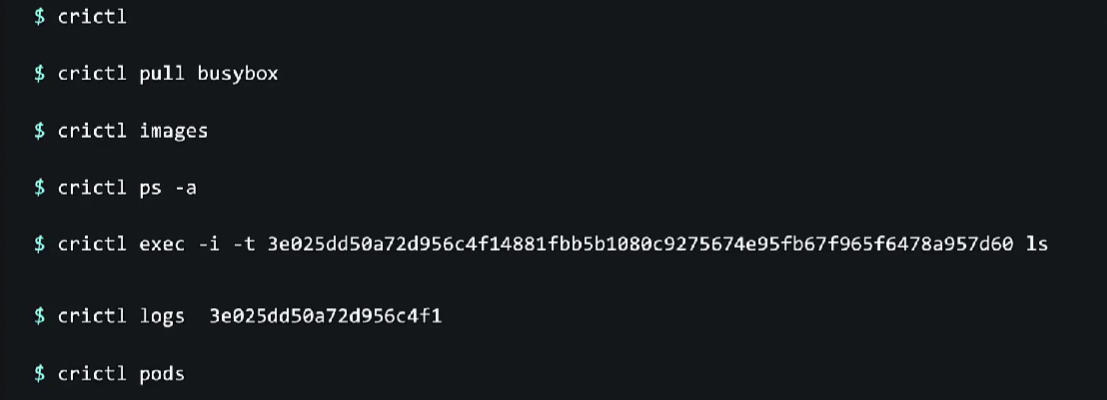 $ crictl
$ crictl pull busybox
$ crictl images
$ crictl ps -a
$ crictl exec -i -t 3e025dd50a72d956c4f14881fbb5b1080c9275674e95fb67f965f6478a957d60 ls
$ crictl logs  3e025dd50a72d956c4f1
$ crictl pods